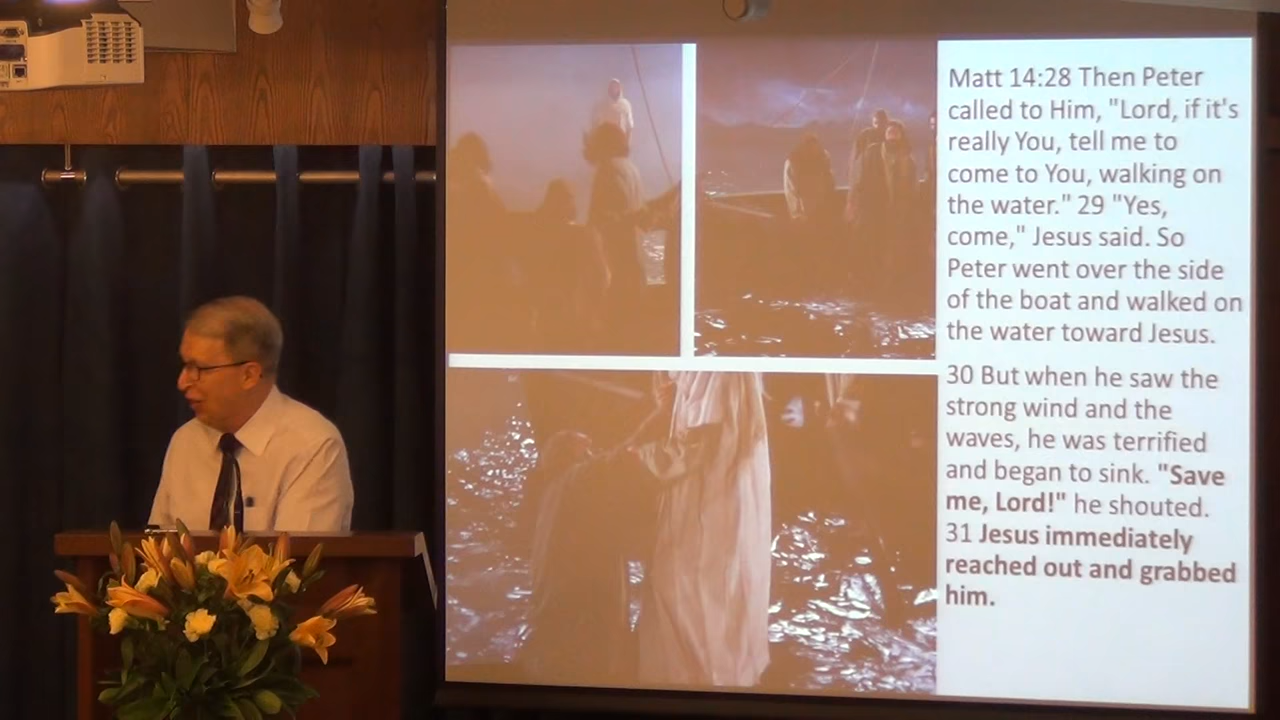 Matt 14:28 Then Peter
called to Him, "Lord, if it's
really You, tell me to
come to You, walking on
the water." 29 "Yes,
come," Jesus said. So
Peter went over the side
of the boat and walked on
the water toward Jesus.
30 But when he saw the
strong wind and the
waves, he was terrified
and began to sink. "Save
me, Lord!" he shouted.
31 Jesus immediately
reached out and grabbed
him.